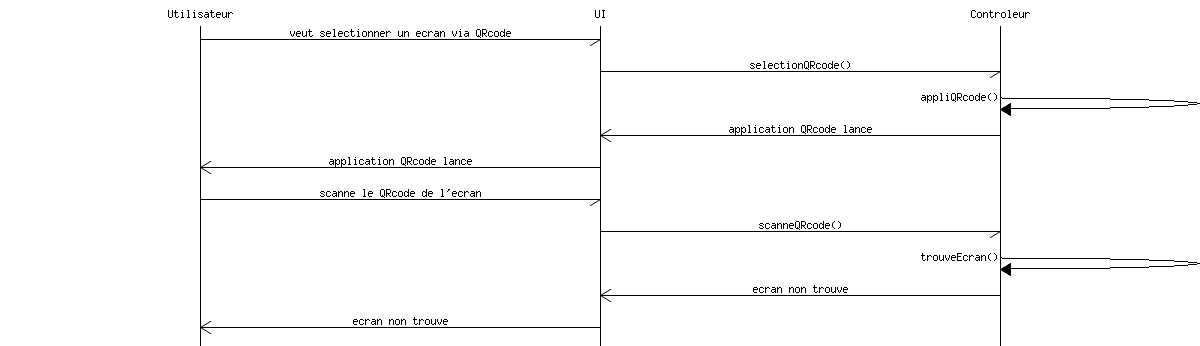 Utilisateur UI Controleur
veut selectionner un ecran via QRcode
selectionQRcode()
appliQRcode()
application QRcode lance
application QRcode lance
scanne le QRcode de l'ecran
scanneQRcode()
trouveEcran()
ecran non trouve
ecran non trouve